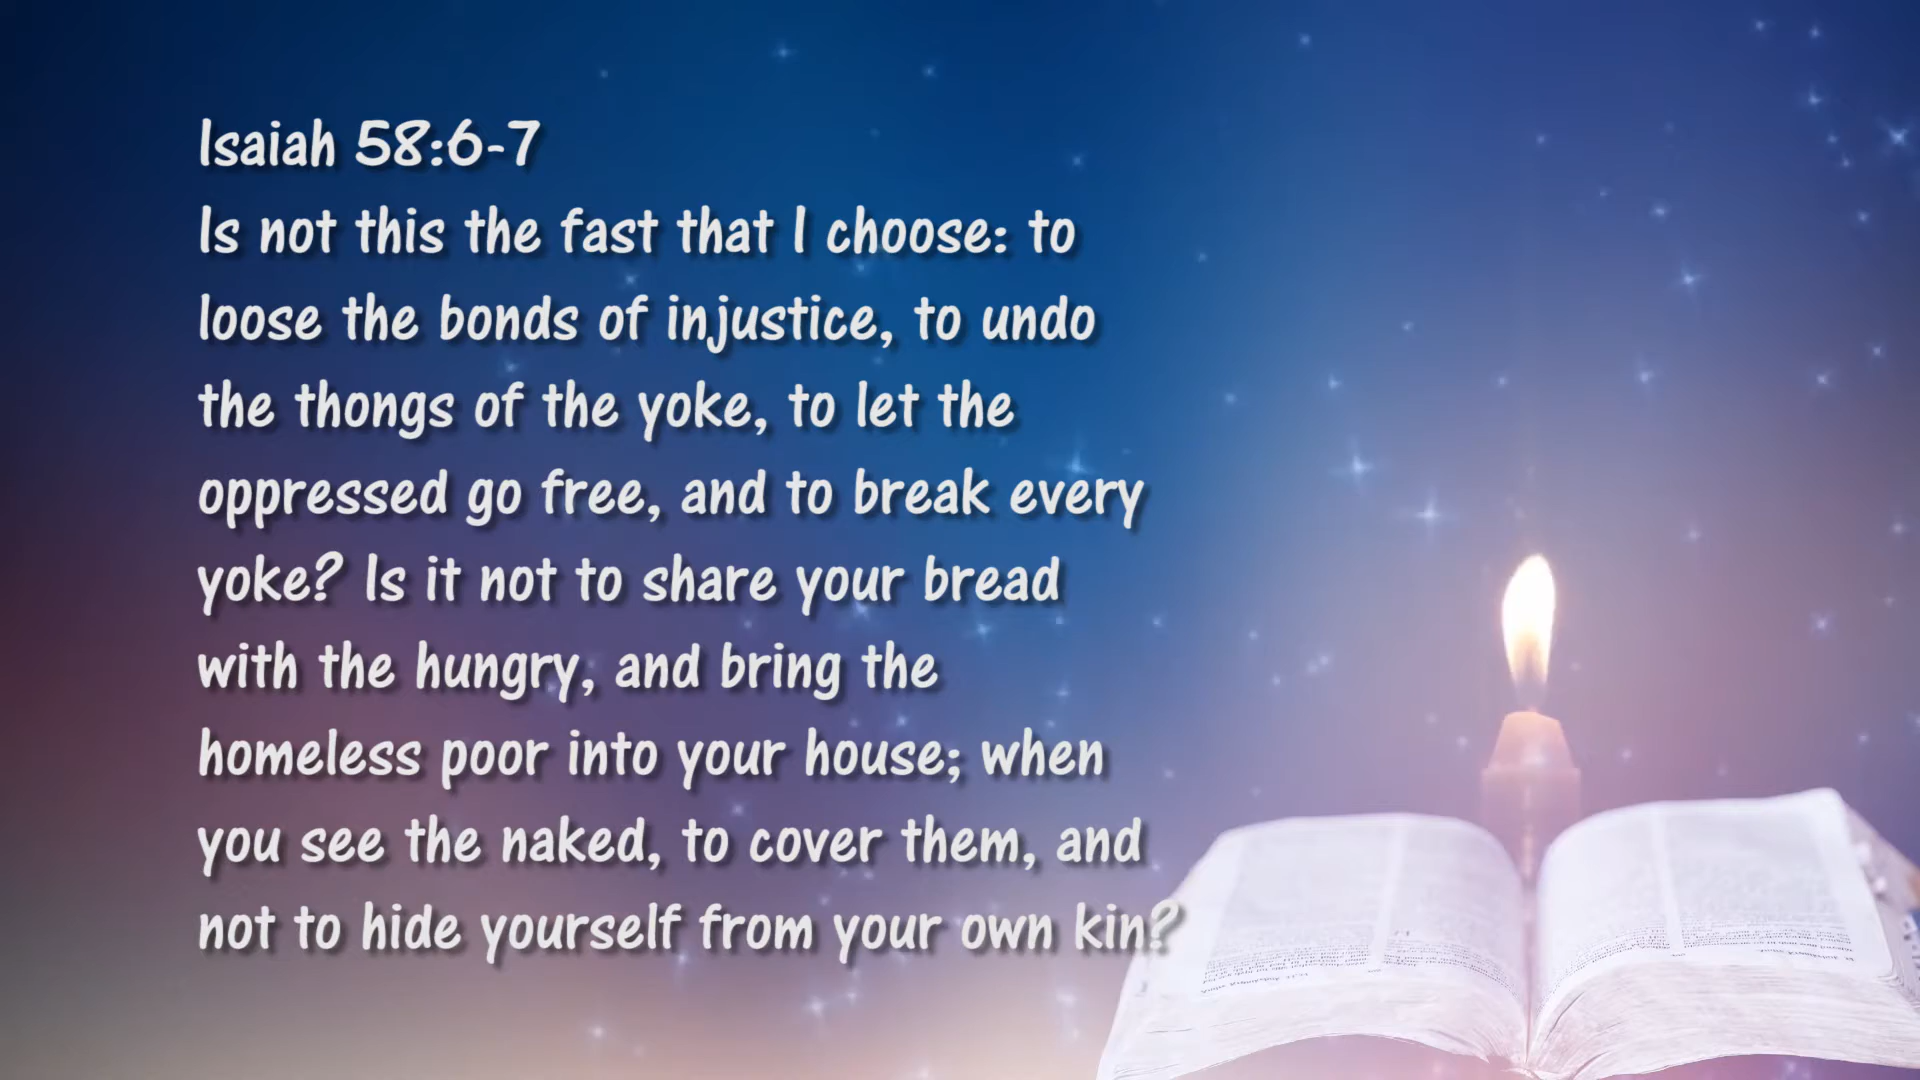 Isaiah 58:6-7
Is not this the fast that I choose: to
loose the bonds of injustice, to undo
the thongs of the yoke, to let the
oppressed go free, and to break every
yoke? Is it not to share your bread
with the hungry, and bring the
homeless poor into your house; when
you see the naked, to cover them, and
not to hide yourself from your own kin?